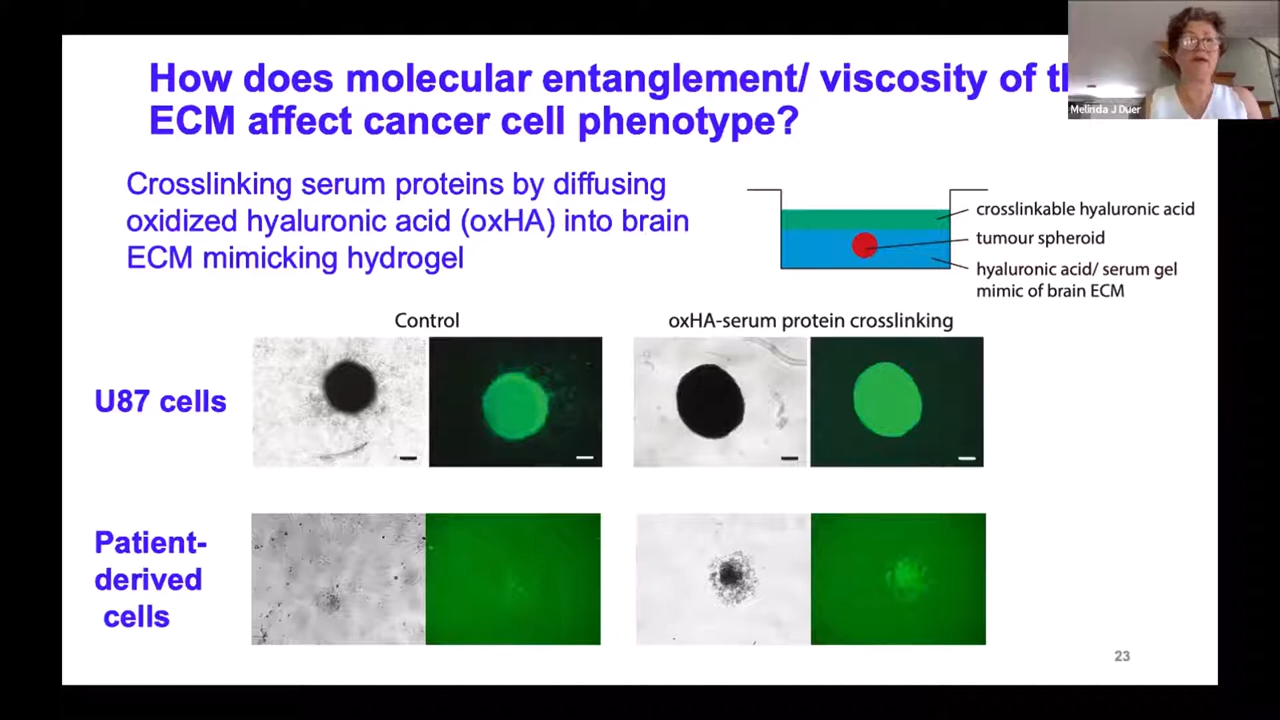 How does molecular entanglement/ viscosity of
ECM affect cancer cell phenotype?
Melinda J Duer
Crosslinking serum proteins by diffusing
oxidized hyaluronic acid (oxHA) into brain
ECM mimicking hydrogel
crosslinkable hyaluronic acid
tumour spheroid
hyaluronic acid/ serum gel
mimic of brain ECM
Control
oxHA-serum protein crosslinking
U87 cells
Patient-
derived
cells
23